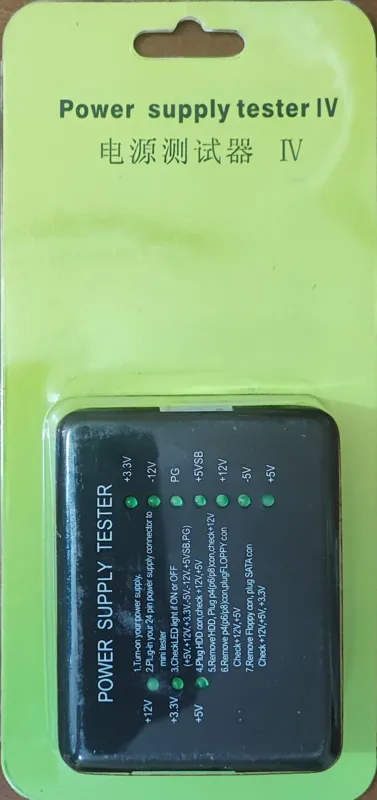 Power supply tester IV
电源测试器 IV
POWER SUPPLY TESTER
1.Turn-on your power supply.
2.Plug-in your 24 pin power supply connector to
mini tester
3.CheckLED light if ON or OFF
(+5V,+12V,+3.3V,-5V,-12V,+5VSB,PG)
4.Plug HDD con,check +12V,+5V
5.Remove HDD, Plug p4(p6/p8)con,check+12V
6.Remove p4(p6/p8)con,plugFLOPPY con
Check+12V,+5V
7.Remove Floppy con, plug SATA con
Check +12V,+5V, +3.3V
+3.3V
-12V
PG
+5VSB
+12V
-5V
+5V
+12V
+3.3V
+5V